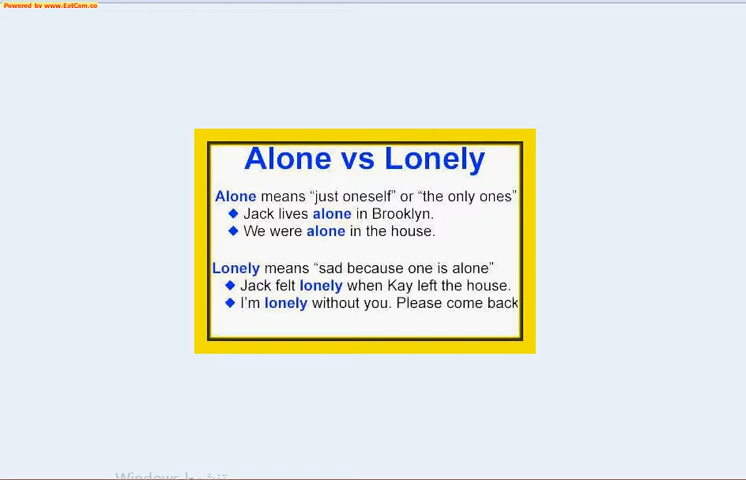 Powered by www.EatCam.co
Alone vs Lonely
Alone means “just oneself” or “the only ones”
◆ Jack lives alone in Brooklyn.
◆ We were alone in the house.
Lonely means “sad because one is alone”
◆ Jack felt lonely when Kay left the house.
◆ I’m lonely without you. Please come back
Windows